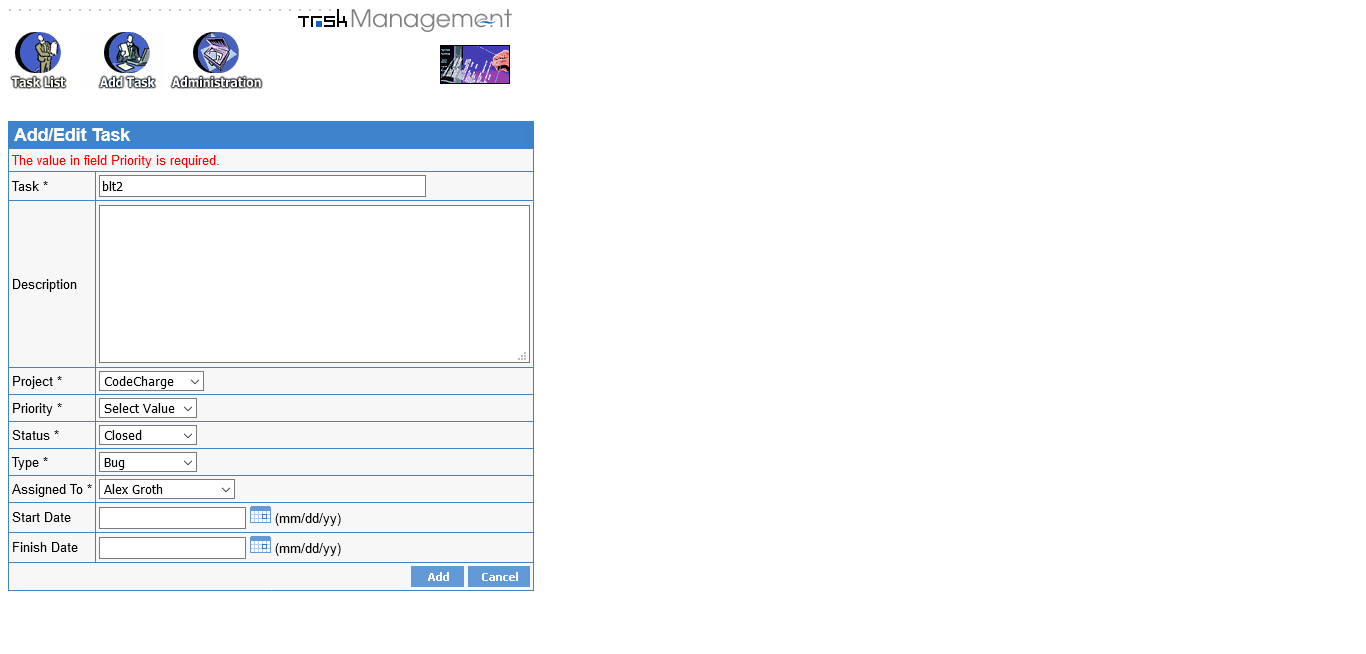 Task Management
Task List
Add Task
Administration
Add/Edit Task
The value in field Priority is required.
Task *
blt2
Description
Project *
CodeCharge
Priority *
Select Value
Status *
Closed
Type *
Bug
Assigned To *
Alex Groth
Start Date
(mm/dd/yy)
Finish Date
(mm/dd/yy)
Add
Cancel